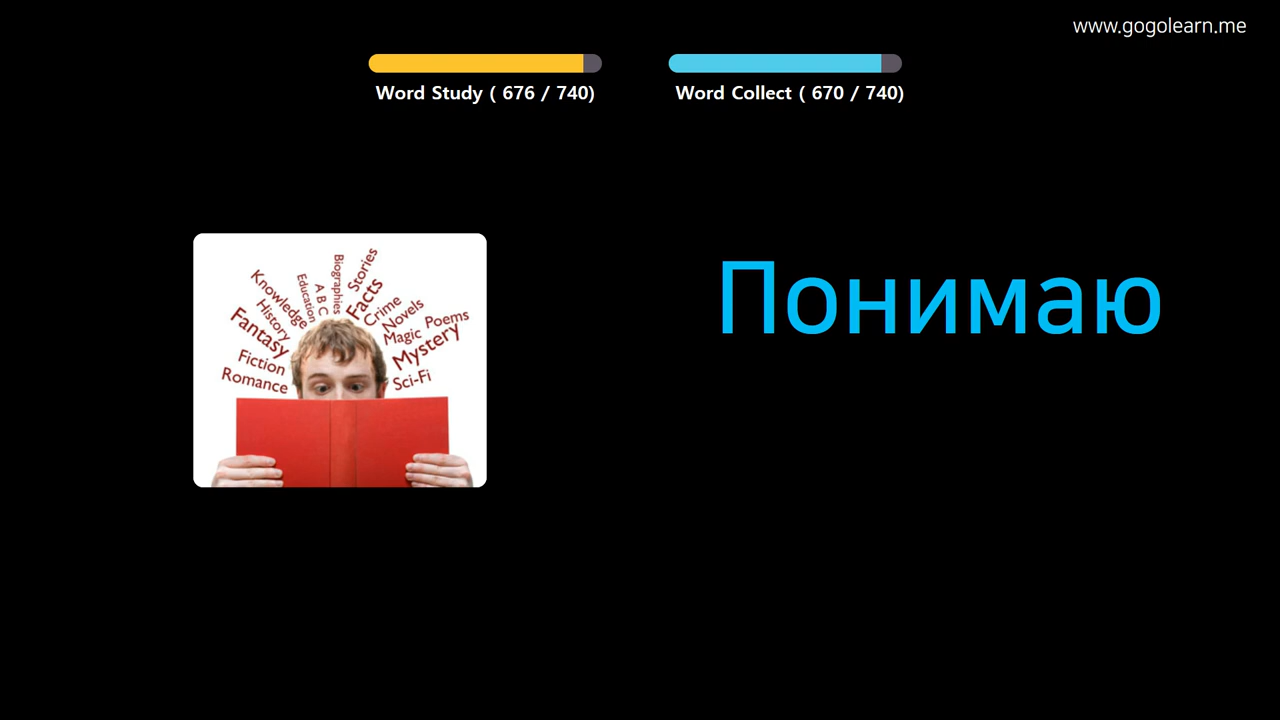 www.gogolearn.me
Word Study ( 676 / 740)
Word Collect ( 670 / 740)
Понимаю
Knowledge
History
Fantasy
Fiction
Romance
Education
A B C
Biographies
Stories
Facts
Crime
Novels
Magic
Poems
Mystery
Sci-Fi